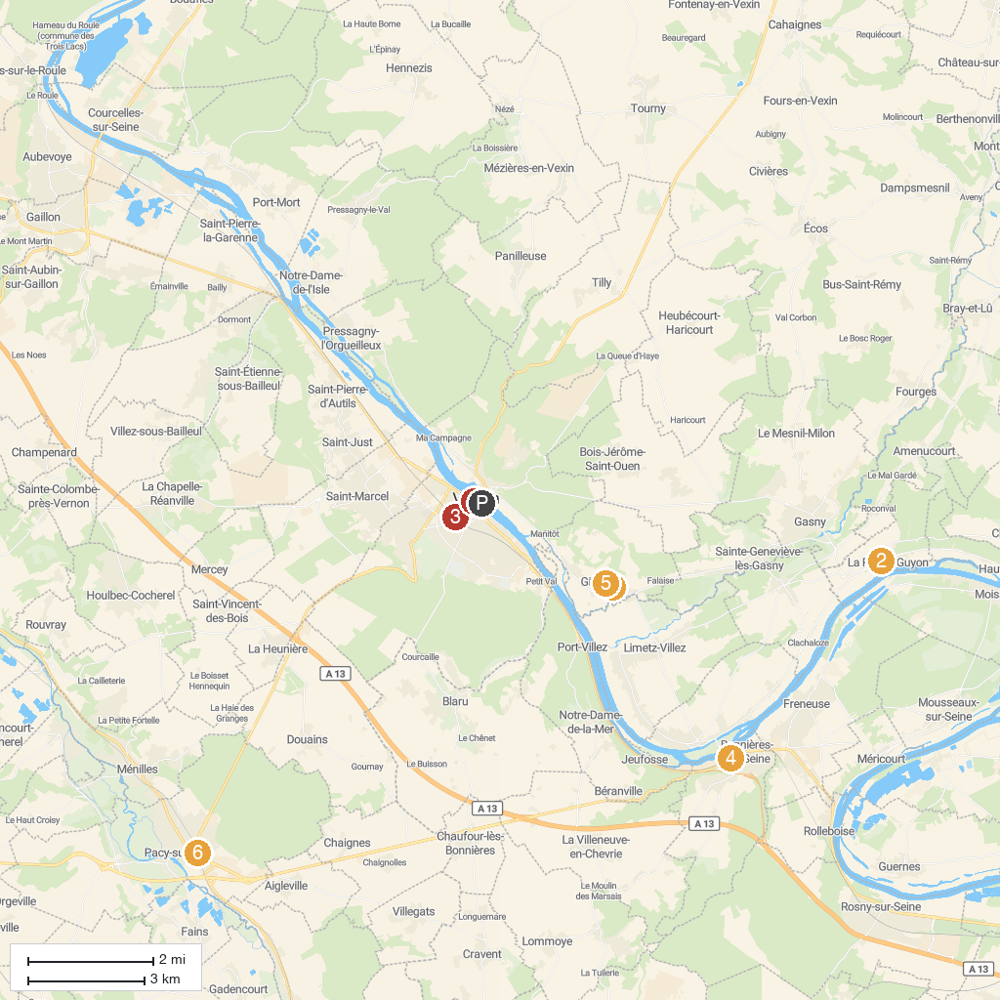 Douains
Hameau du Roule
(commune des
Trois Lacs)
La Haute Borne
La Bucaille
Fontenay-en-Vexin
Cahaignes
Beauregard
Requiécourt
L'Épinay
Hennezis
Château-sur-
s-sur-le-Roule
Le Roule
Nézé
Tourny
Fours-en-Vexin
Courcelles-
sur-Seine
Molincourt
Berthenonville
Aubigny
La Boissière
Aubevoye
Mézières-en-Vexin
Civières
Dampsmesnil
Aveny
Port-Mort
Pressagny-le-Val
Gaillon
Saint-Pierre-
la-Garenne
Écos
Le Mont Martin
Panilleuse
Saint-Rémy
Saint-Aubin-
sur-Gaillon
Émainville
Bailly
Notre-Dame-
de-l'Isle
Tilly
Bus-Saint-Rémy
Bray-et-Lû
Dormont
Heubécourt-
Haricourt
Val Corbon
Pressagny-
l'Orgueilleux
Le Bosc Roger
Les Noes
La Queue d'Haye
Saint-Étienne-
sous-Bailleul
Saint-Pierre-
d'Autils
Fourges
Haricourt
Villez-sous-Bailleul
Ma Campagne
Le Mesnil-Milon
Saint-Just
Champenard
Bois-Jérôme-
Saint-Ouen
Amenucourt
Le Mal Gardé
Sainte-Colombe-
près-Vernon
La Chapelle-
Réanville
Saint-Marcel
P
3
Roconval
Gasny
Manitôt
Sainte-Geneviève-
lès-Gasny
2
Mercey
5
Falaise
Petit Val
Houlbec-Cocherel
Saint-Vincent-
des-Bois
Rouvray
La Heunière
Port-Villez
Limetz-Villez
Clachaloze
Courcaille
A 13
La Cailleterie
Le Boisset
Hennequin
Blaru
Freneuse
Mousseaux-
sur-Seine
La Haie des
Granges
La Petite Fortelle
Notre-Dame-
de-la-Mer
Le Chênet
4
Jeufosse
Méricourt
Ménilles
Gournay
Le Buisson
Béranville
A 13
A 13
Le Haut Croisy
Rolleboise
Chaignes
Chaufour-lès-
Bonnières
La Villeneuve-
en-Chevrie
6
Chaignolles
Guernes
Aigleville
Le Moulin
des Marsais
Rosny-sur-Seine
Villegats
Longuemare
Fains
Lommoye
Cravent
2 mi
3 km
La Tuilerie
A 13
Gadencourt